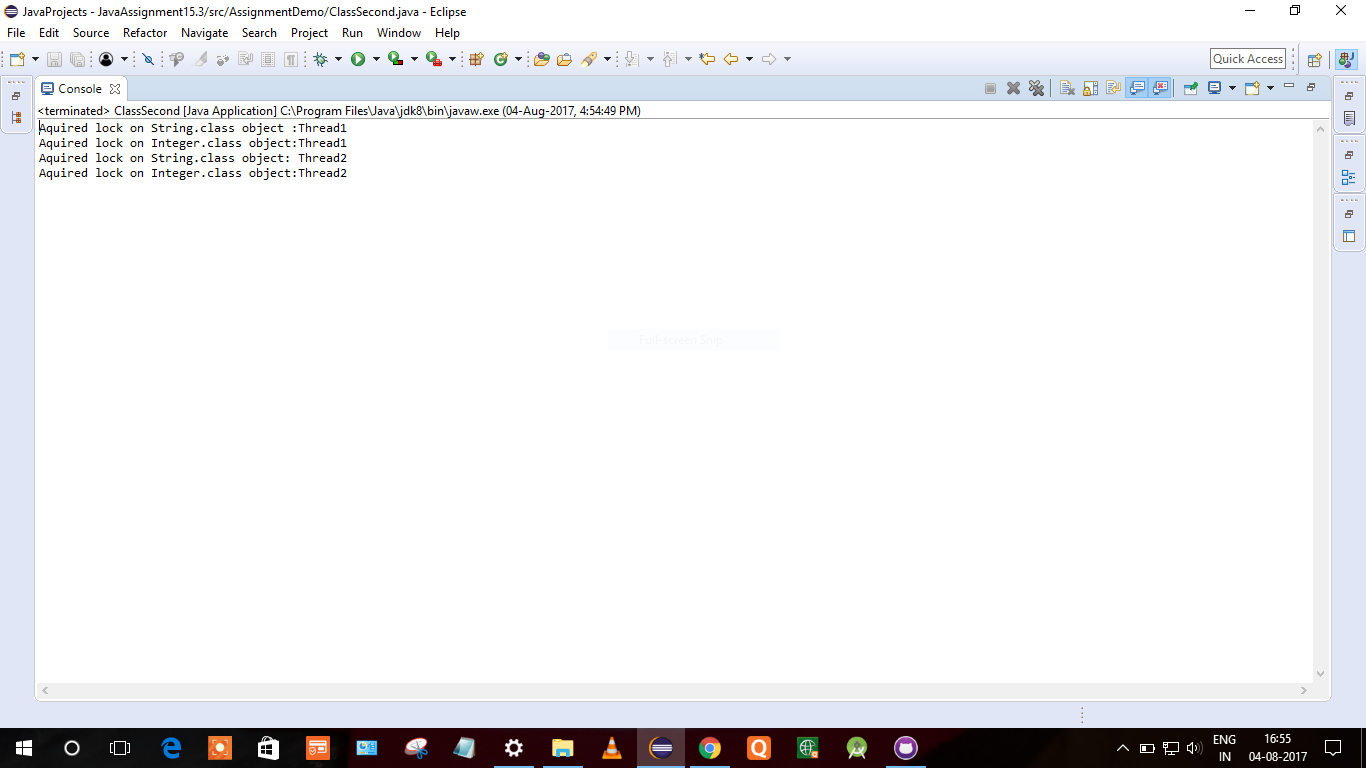 JavaProjects - JavaAssignment15.3/src/AssignmentDemo/ClassSecond.java - Eclipse
File Edit Source Refactor Navigate Search Project Run Window Help
Quick Access
Console
<terminated> ClassSecond [Java Application] C:\Program Files\Java\jdk8\bin\javaw.exe (04-Aug-2017, 4:54:49 PM)
Aquired lock on String.class object :Thread1
Aquired lock on Integer.class object:Thread1
Aquired lock on String.class object: Thread2
Aquired lock on Integer.class object:Thread2
Full-screen Snip
ENG 16:55
IN 04-08-2017